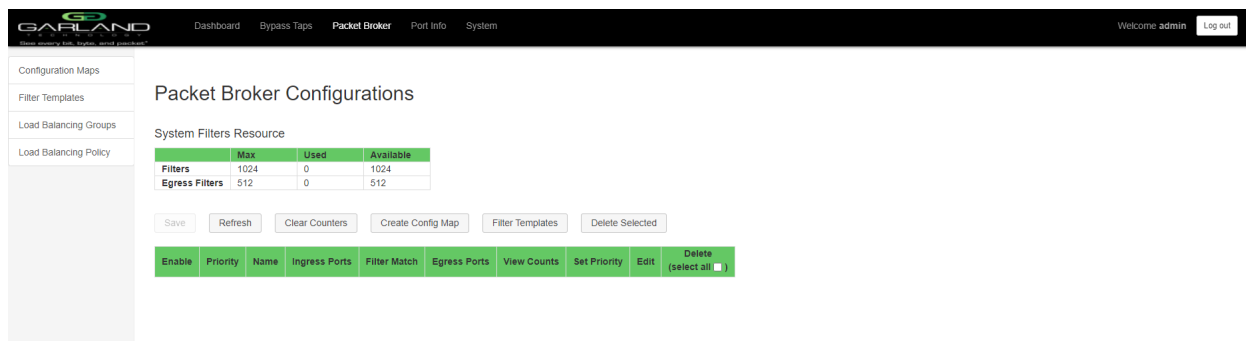 GARLAND
TECHNOLOGY
See every bit, byte, and packet®
Dashboard Bypass Taps Packet Broker Port Info System
Welcome admin Log out
Configuration Maps
Filter Templates
Load Balancing Groups
Load Balancing Policy
Packet Broker Configurations
System Filters Resource
Max Used Available
Filters 1024 0 1024
Egress Filters 512 0 512
Save Refresh Clear Counters Create Config Map Filter Templates Delete Selected
Enable Priority Name Ingress Ports Filter Match Egress Ports View Counts Set Priority Edit Delete
(select all )